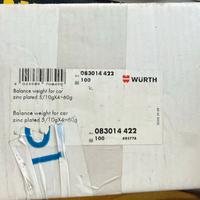 083014 422
100
WÜRTH
Balance weight for car
zinc plated 5/10gX4=60g
Balance weight for car
zinc plated 5/10gX4=60g
083014 422
100